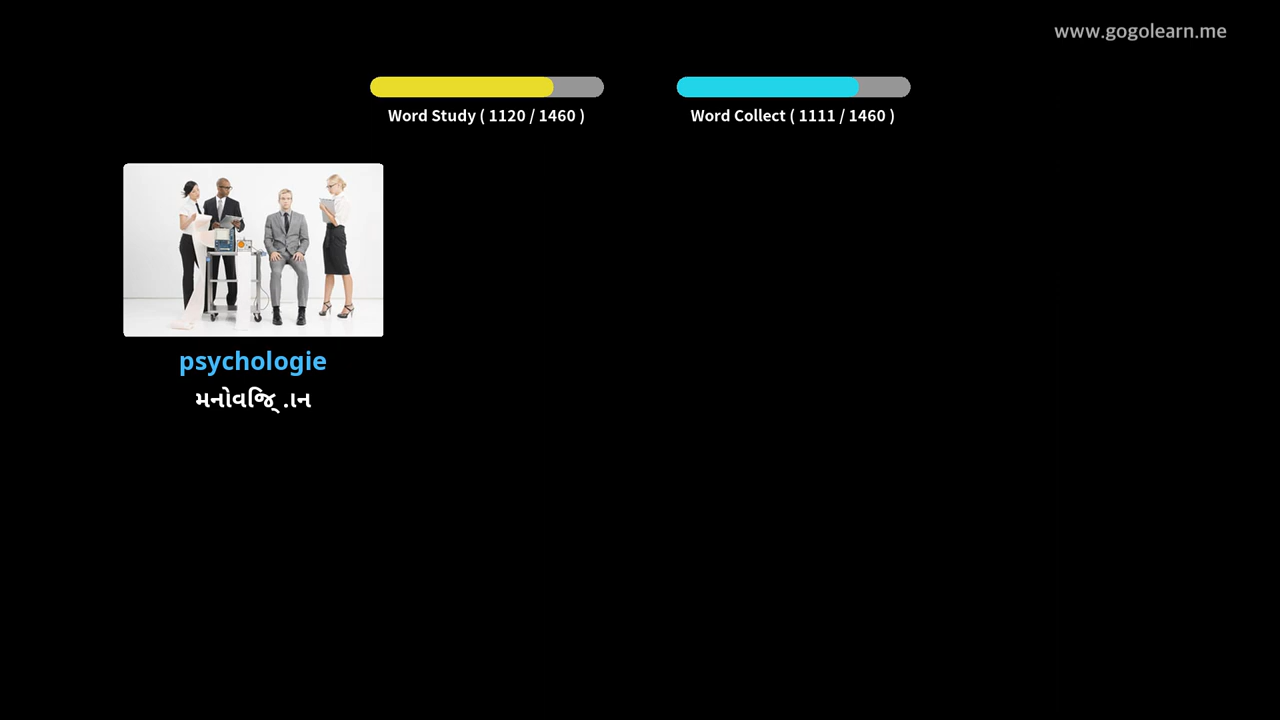 www.gogolearn.me
Word Study ( 1120 / 1460 )
Word Collect ( 1111 / 1460 )
psychologie
મનોવજિ્ .ાન